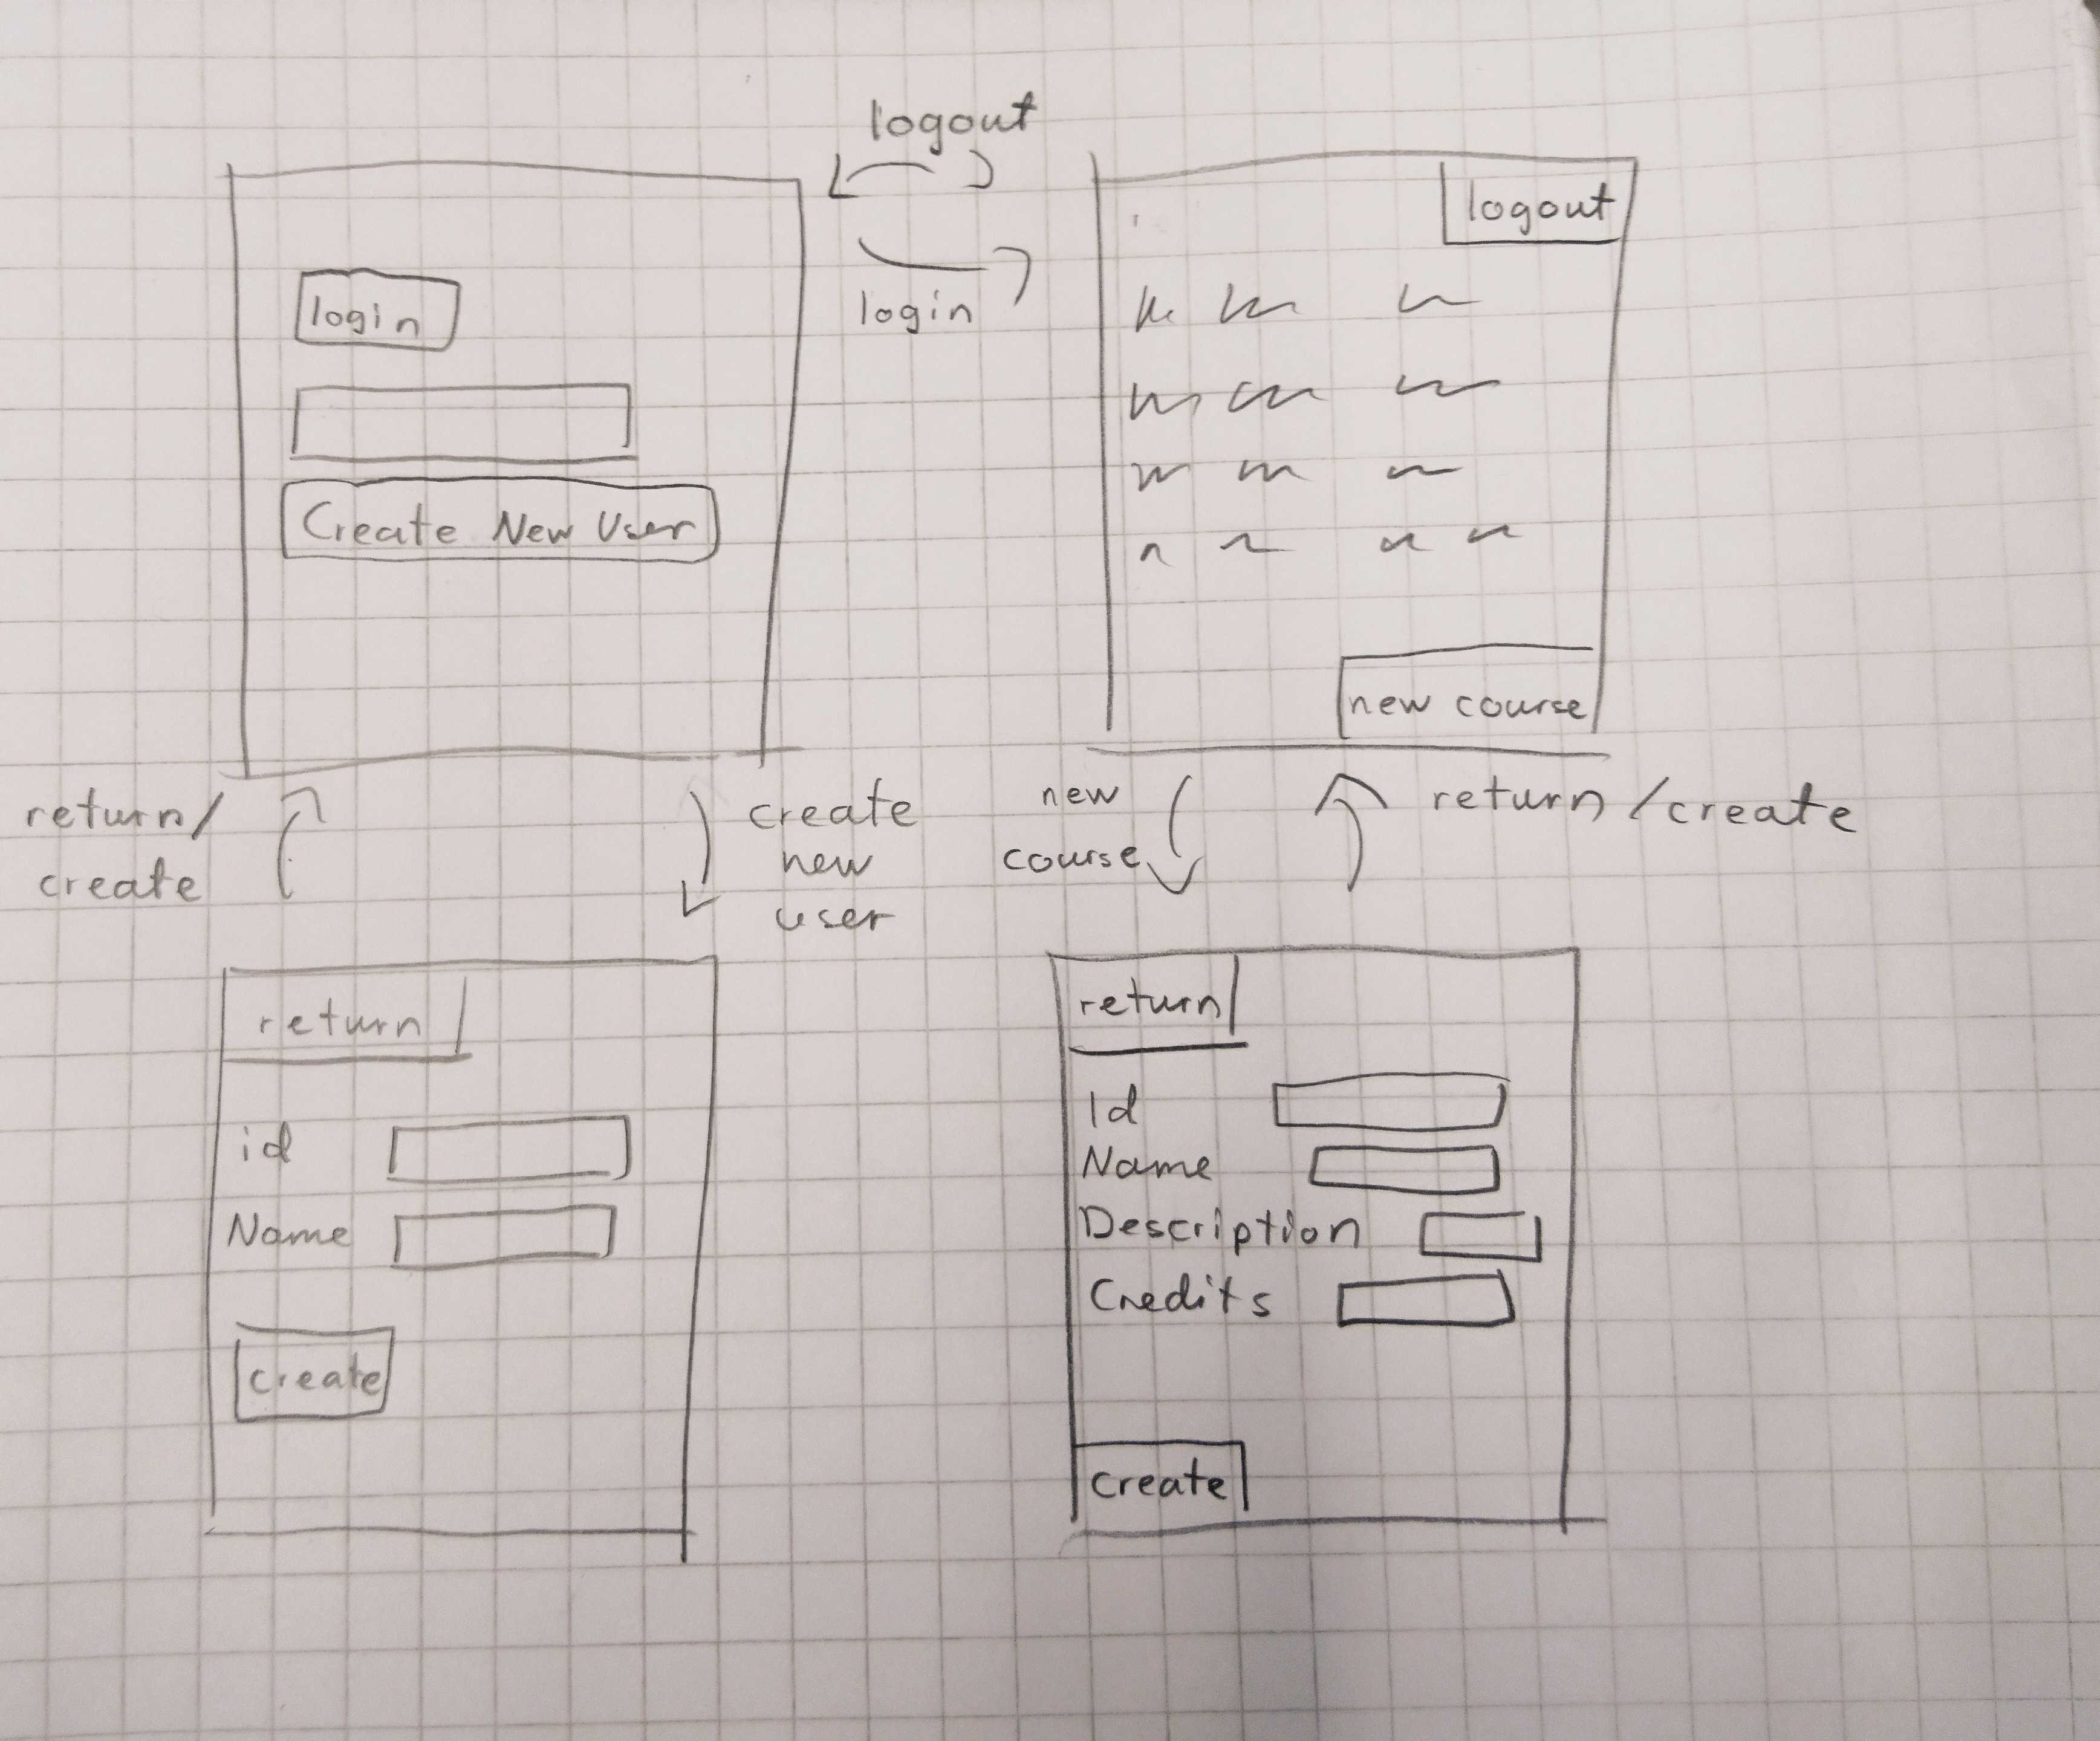 logout
login
login
Create New User
logout
new course
return/
create
create
new
user
new
course
return/create
return
id
Name
create
return
Id
Name
Description
Credits
create